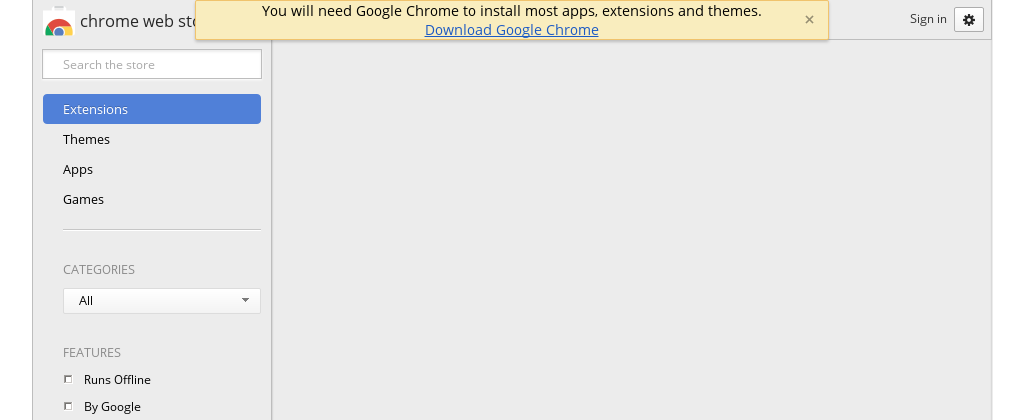 chrome web sto
You will need Google Chrome to install most apps, extensions and themes.
Download Google Chrome
×
Sign in
Search the store
Extensions
Themes
Apps
Games
CATEGORIES
All
FEATURES
Runs Offline
By Google